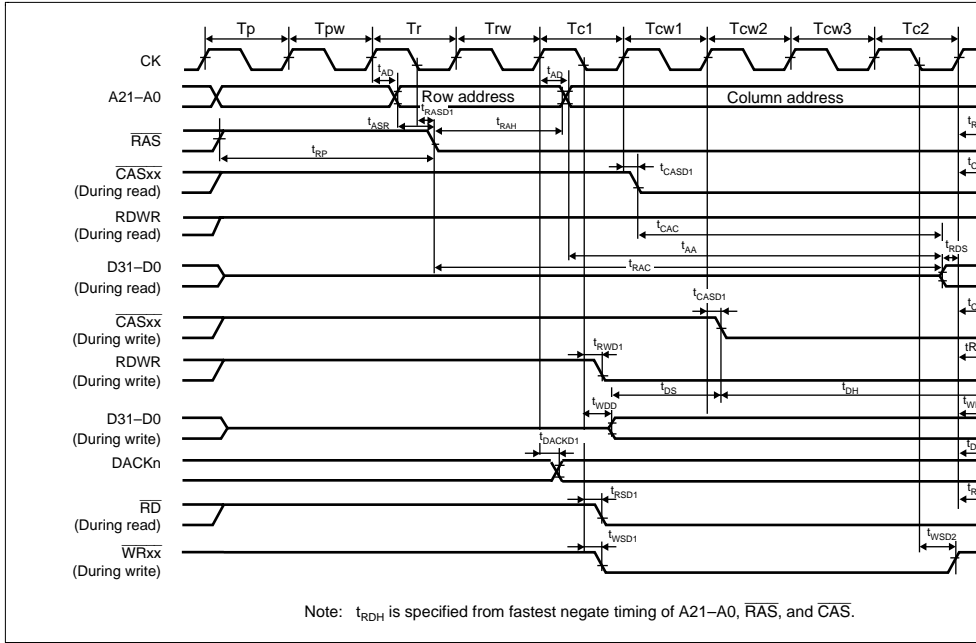 Tp Tpw Tr Trw Tc1 Tcw1 Tcw2 Tcw3 Tc2
CK
tAD tAD
A21–A0 Row address Column address
tRASD1
tASR tRAH
RAS
tRP
CASxx
(During read)
tCASD1
RDWR
(During read)
tCAC
tAA tRDS
D31–D0
(During read)
tRAC
CASxx
(During write)
tCASD1
RDWR
(During write)
tRWD1
tDS tDH
tWDD
D31–D0
(During write)
DACKn
tDACKD1
RD
(During read)
tRSD1
WRxx
(During write)
tWSD1 tWSD2
Note: tRDH is specified from fastest negate timing of A21–A0, RAS, and CAS.